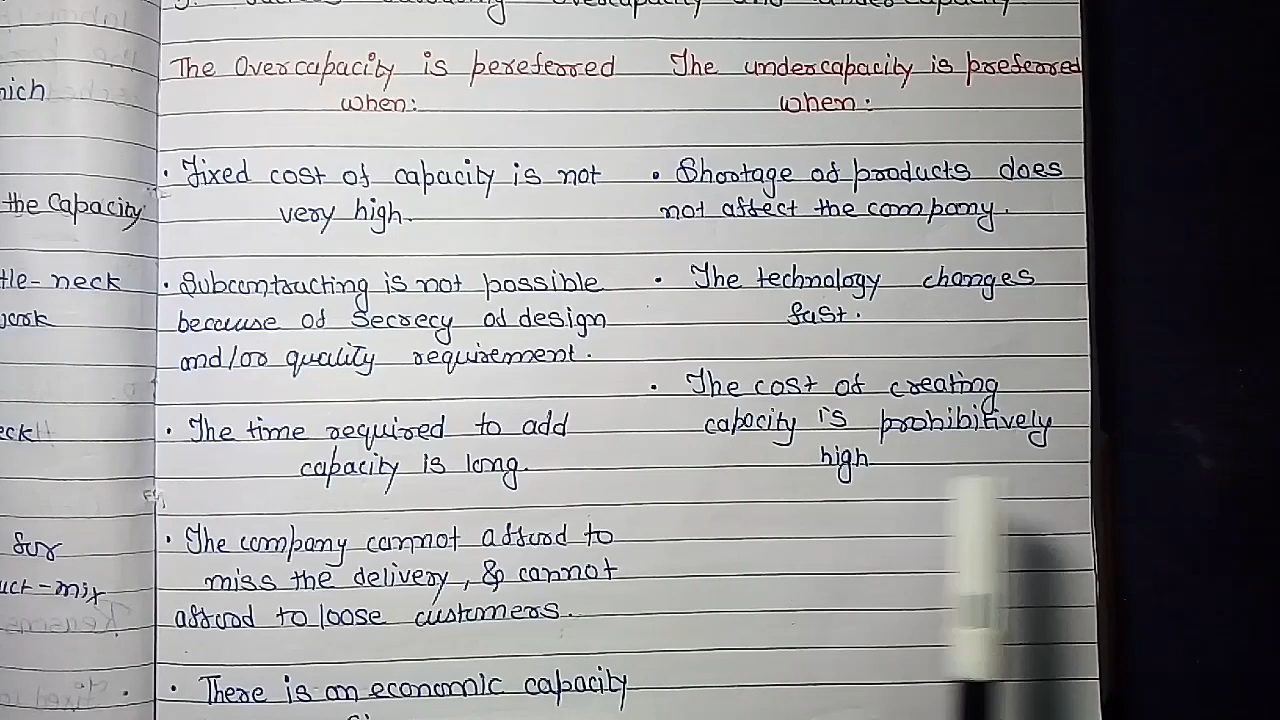 overcapacity and undercapacity
The Overcapacity is pereferred
when:
Fixed cost of capacity is not
very high.
Subcontracting is not possible
because of secrecy of design
and/or quality requirement.
The time required to add
capacity is long.
The company cannot afford to
miss the delivery, & cannot
afford to loose customers.
There is an economic capacity
The undercapacity is preferred
when:
Shortage of products does
not affect the company.
The technology changes
fast.
The cost of creating
capacity is prohibitively
high
the Capacity
neck
for
mix